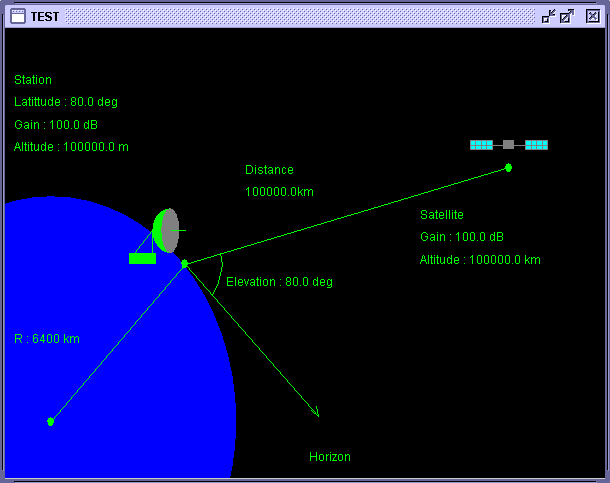 TEST
Station
Latittude : 80.0 deg
Gain : 100.0 dB
Altitude : 100000.0 m
Distance
100000.0km
Satellite
Gain : 100.0 dB
Altitude : 100000.0 km
Elevation : 80.0 deg
R : 6400 km
Horizon